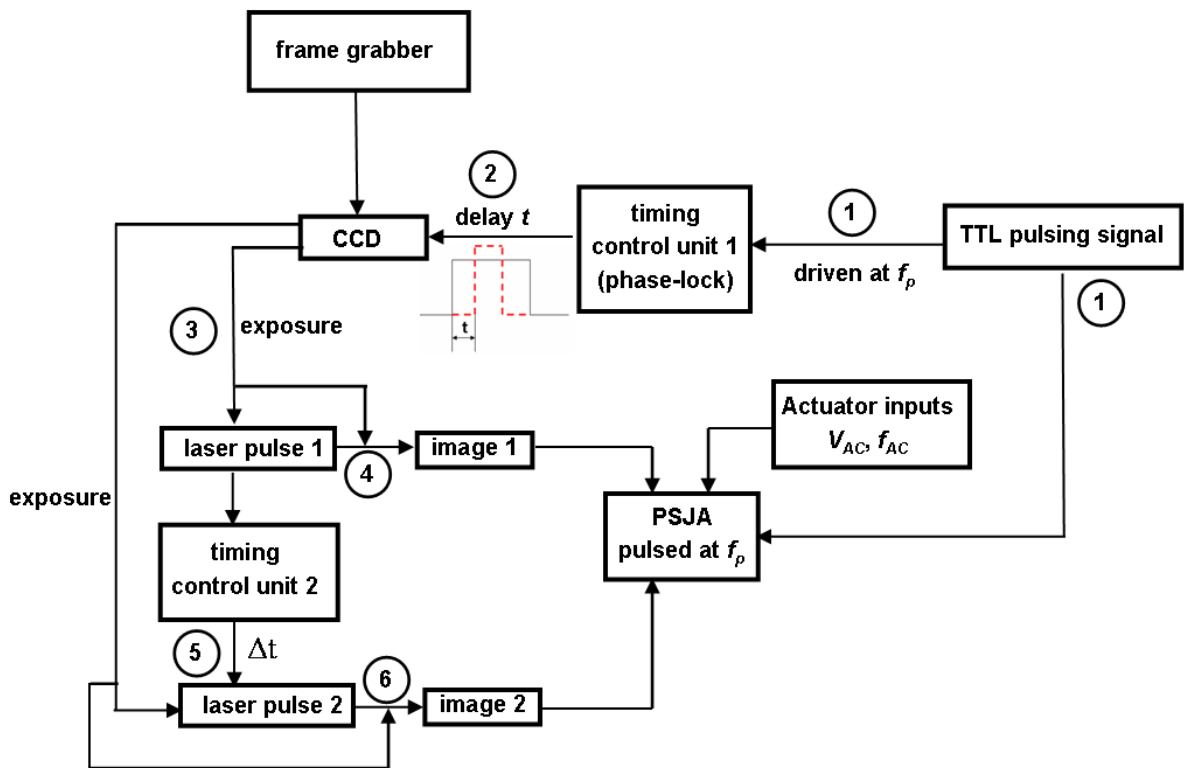 frame grabber
2
delay t
CCD
t
timing
control unit 1
(phase-lock)
1
driven at fp
TTL pulsing signal
1
3
exposure
exposure
laser pulse 1
4
image 1
Actuator inputs
VAC, fAC
PSJA
pulsed at fp
timing
control unit 2
5
Δt
laser pulse 2
6
image 2